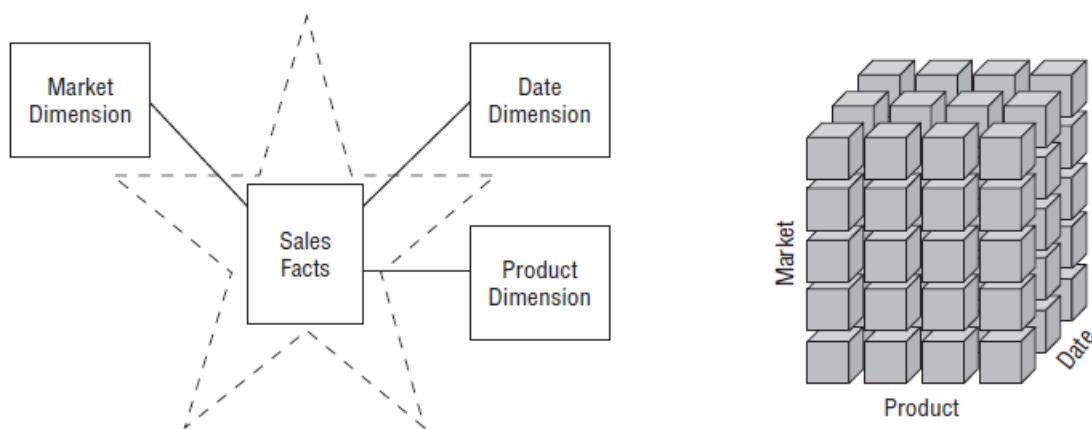 Market
Dimension
Date
Dimension
Sales
Facts
Product
Dimension
Market
Date
Product